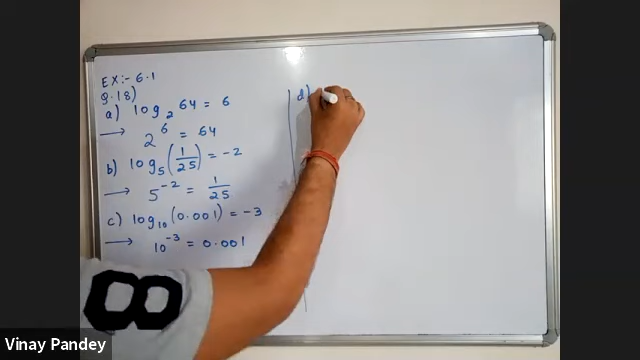 EX:- 6.1
Q.18)
a) log₂ 64 = 6
→ 2⁶ = 64
b) log₅(1/25) = -2
→ 5⁻² = 1/25
c) log₁₀(0.001) = -3
→ 10⁻³ = 0.001
d)
8
Vinay Pandey